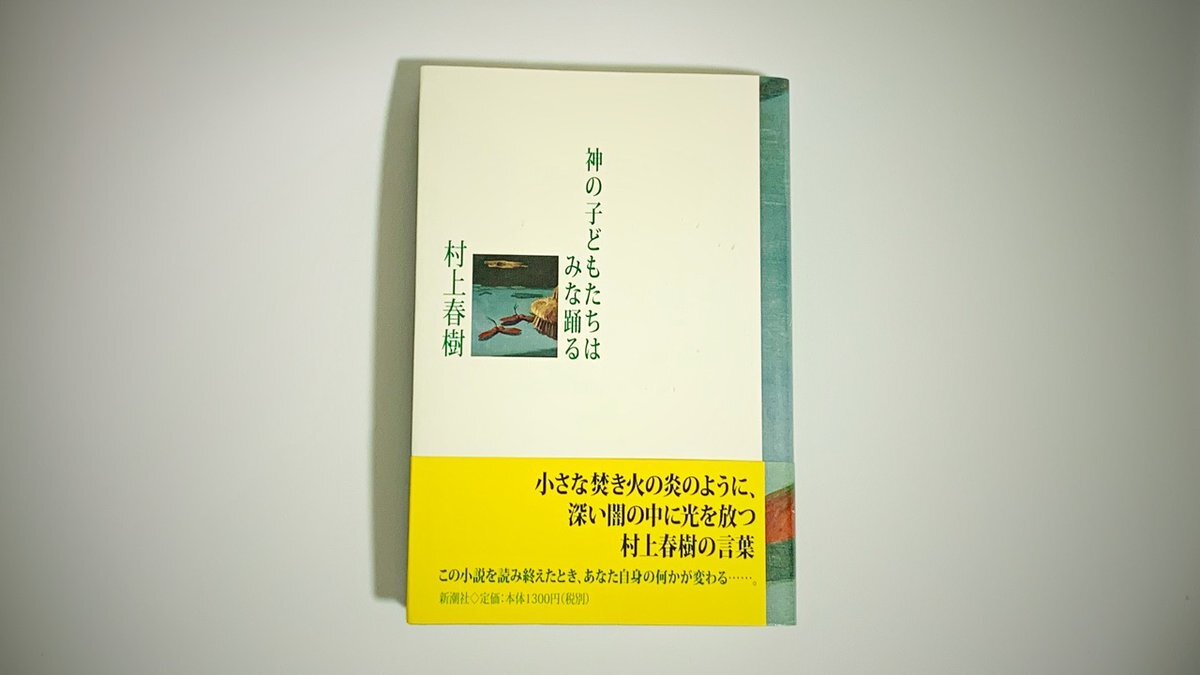 神の子どもたちは
みな踊る
村上春樹
小さな焚き火の炎のように、
深い闇の中に光を放つ
村上春樹の言葉
この小説を読み終えたとき、あなた自身の何かが変わる……。
新潮社◇定価：本体1300円（税別）